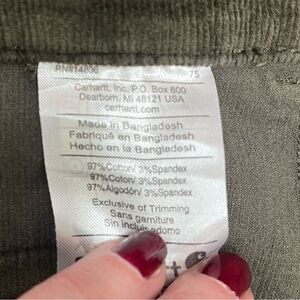 RN#14806 75
Carhartt, Inc. P.O. Box 600
Dearborn, MI 48121 USA
carhartt.com
Made in Bangladesh
Fabriqué en Bangladesh
Hecho en la Bangladesh
97%Cotton/ 3%Spandex
97%Coton/ 3%Spandex
97%Algodón/ 3%Spandex
Exclusive of Trimming
Sans garniture
Sin incluir adorno